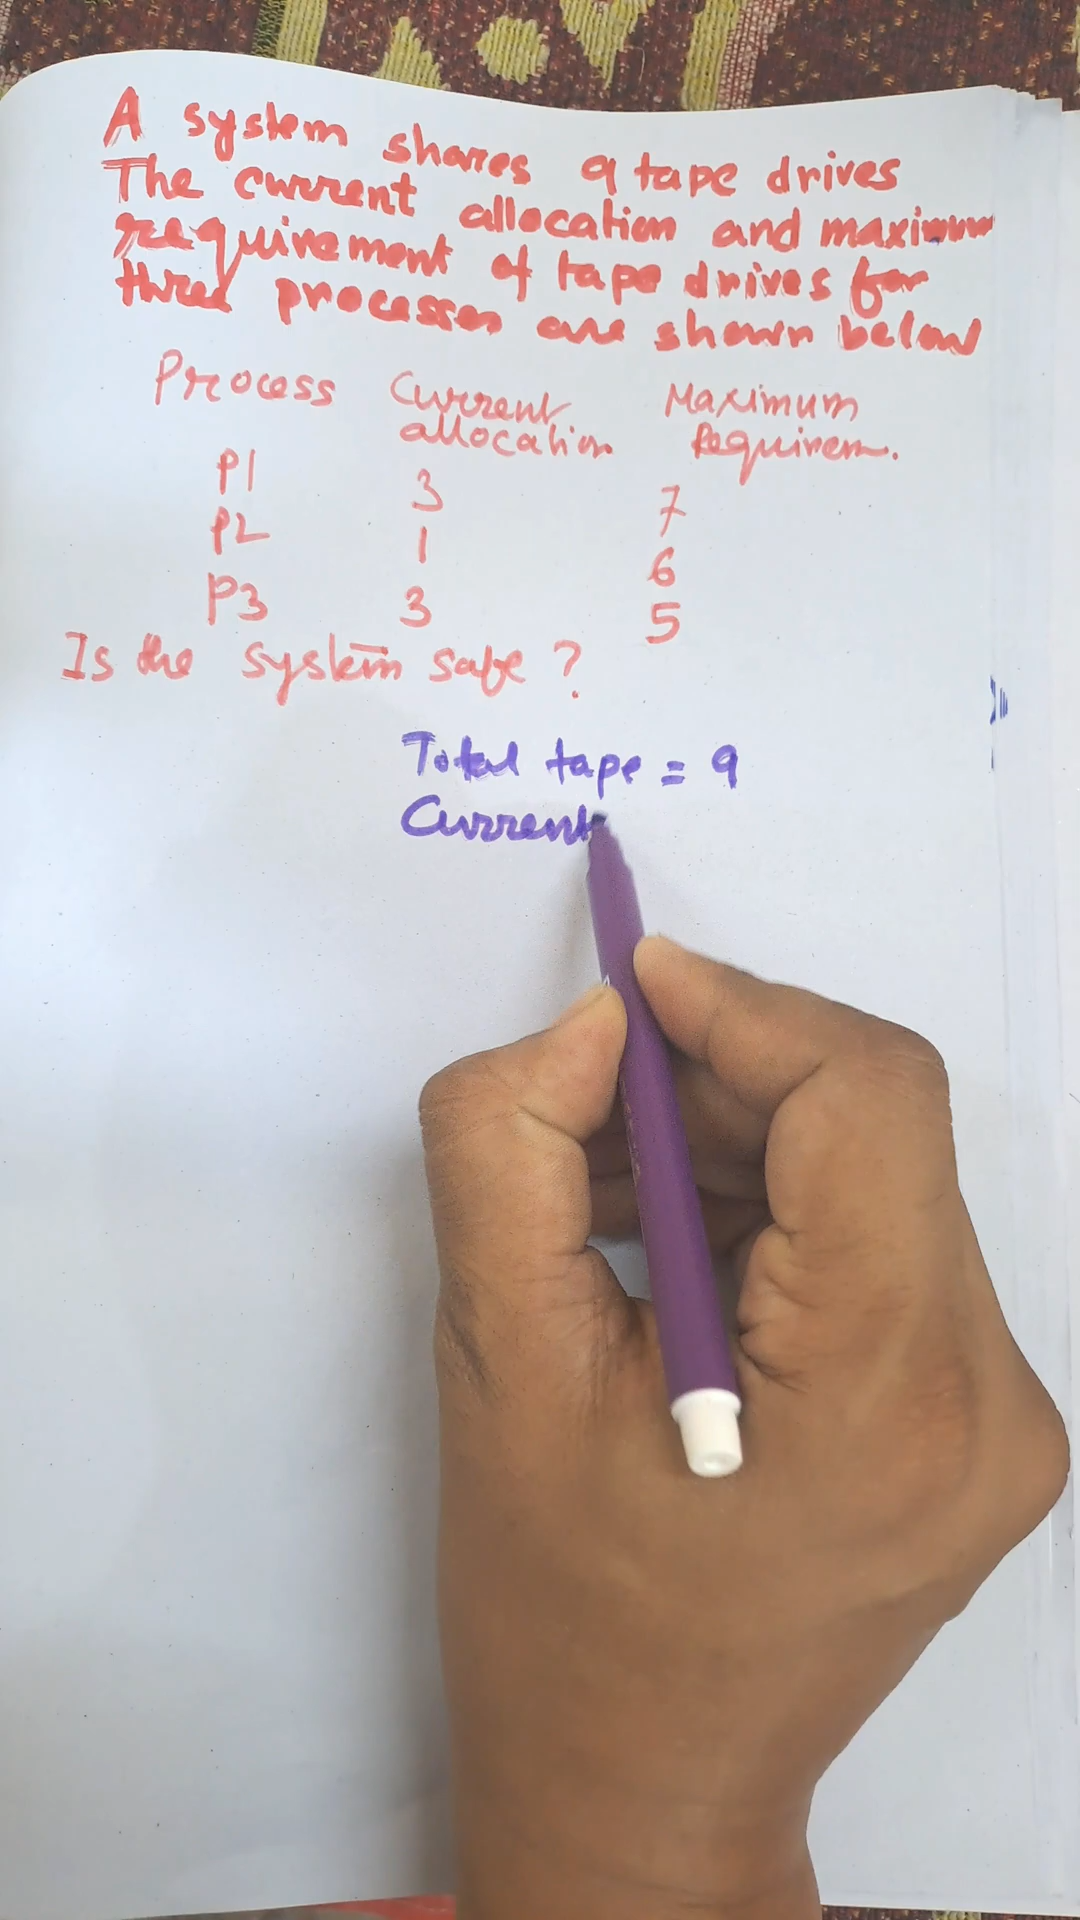 A system shares 9 tape drives
The current allocation and maximum
requirement of tape drives for
three processes are shown below
Process Current allocation Maximum Requirem.
P1 3 7
P2 1 6
P3 3 5
Is the system safe ?
Total tape = 9
Current